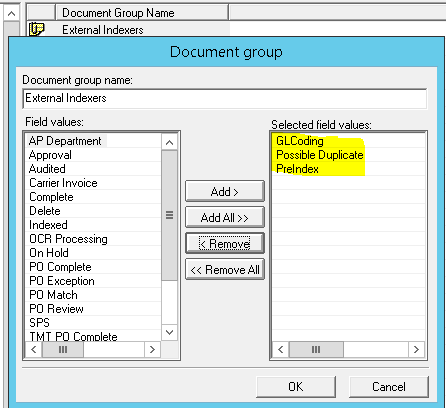 Document Group Name
External Indexers
Document group
Document group name:
External Indexers
Field values:
AP Department
Approval
Audited
Carrier Invoice
Complete
Delete
Indexed
OCR Processing
On Hold
PO Complete
PO Exception
PO Match
PO Review
SPS
TMT PO Complete
Add >
Add All >>
< Remove
<< Remove All
Selected field values:
GLCoding
Possible Duplicate
PreIndex
OK
Cancel